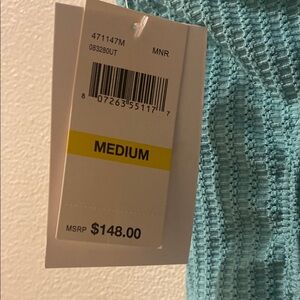 471147M MNR
083280UT
8 07263 55117 7
MEDIUM
MSRP $148.00